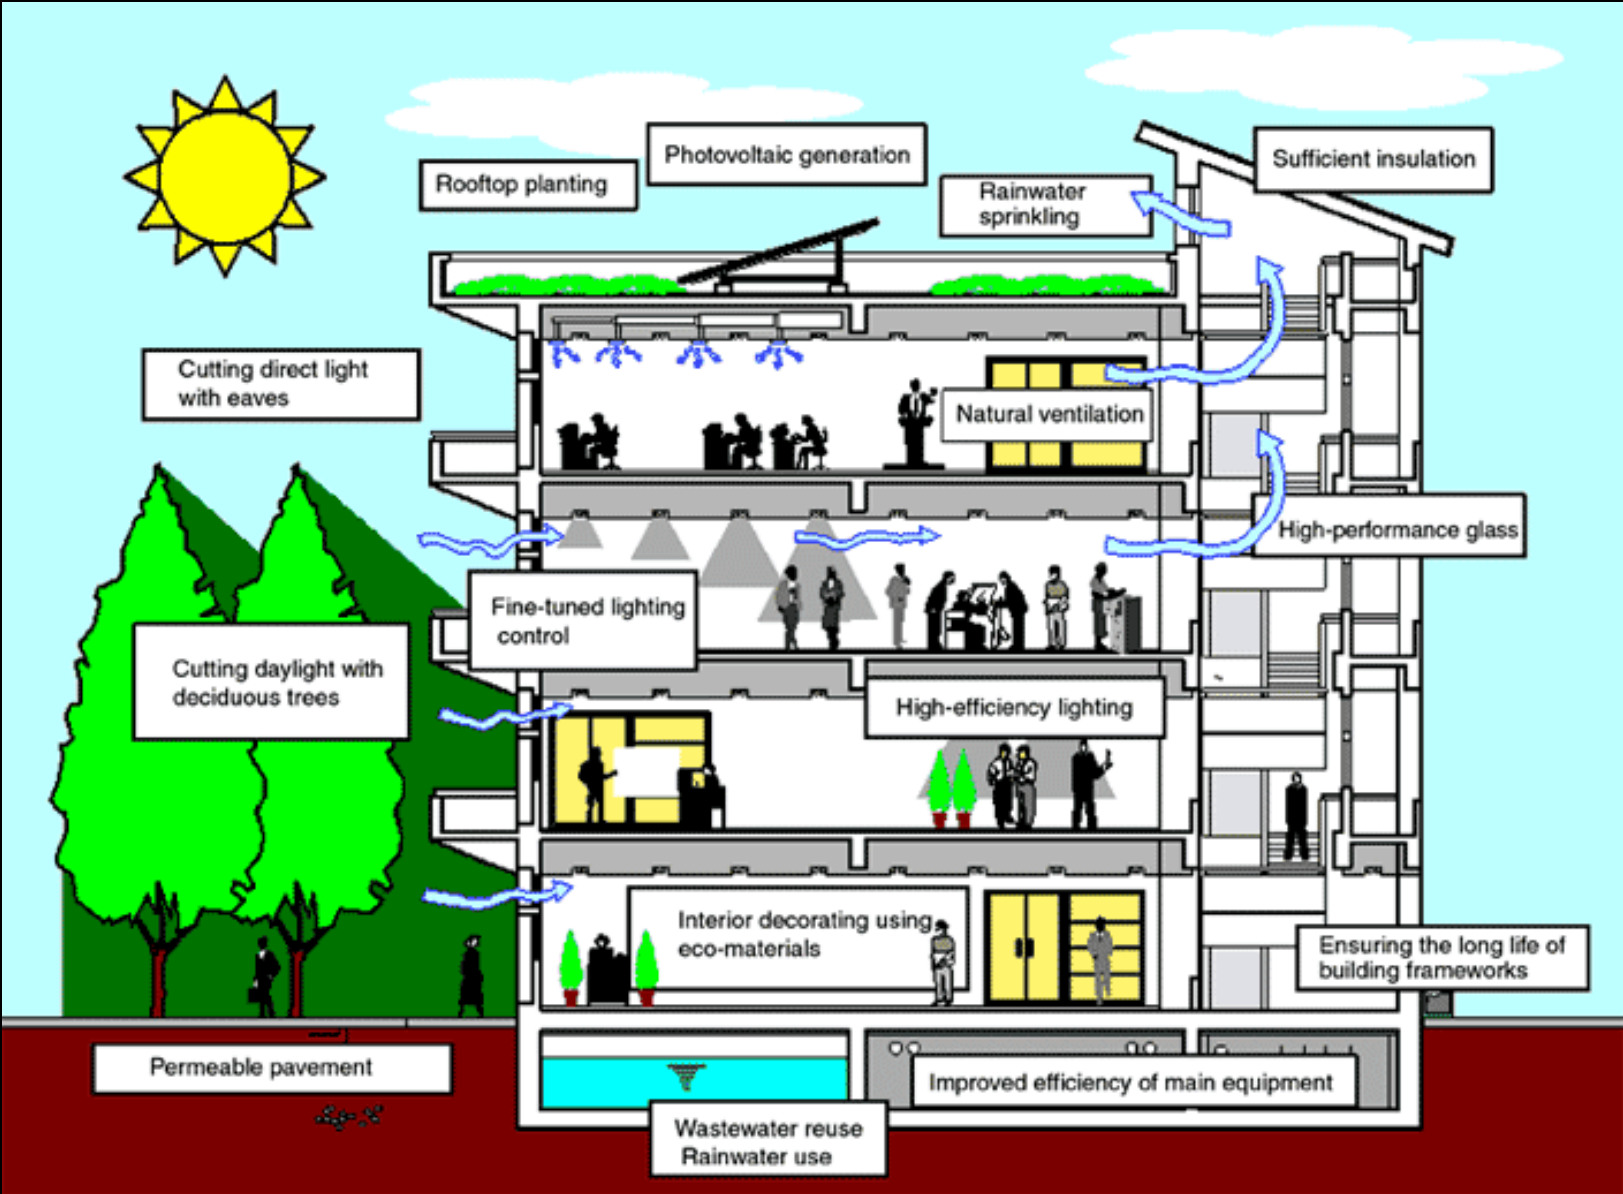 Photovoltaic generation
Sufficient insulation
Rooftop planting
Rainwater
sprinkling
Cutting direct light
with eaves
Natural ventilation
High-performance glass
Fine-tuned lighting
control
Cutting daylight with
deciduous trees
High-efficiency lighting
Interior decorating using
eco-materials
Ensuring the long life of
building frameworks
Permeable pavement
Improved efficiency of main equipment
Wastewater reuse
Rainwater use